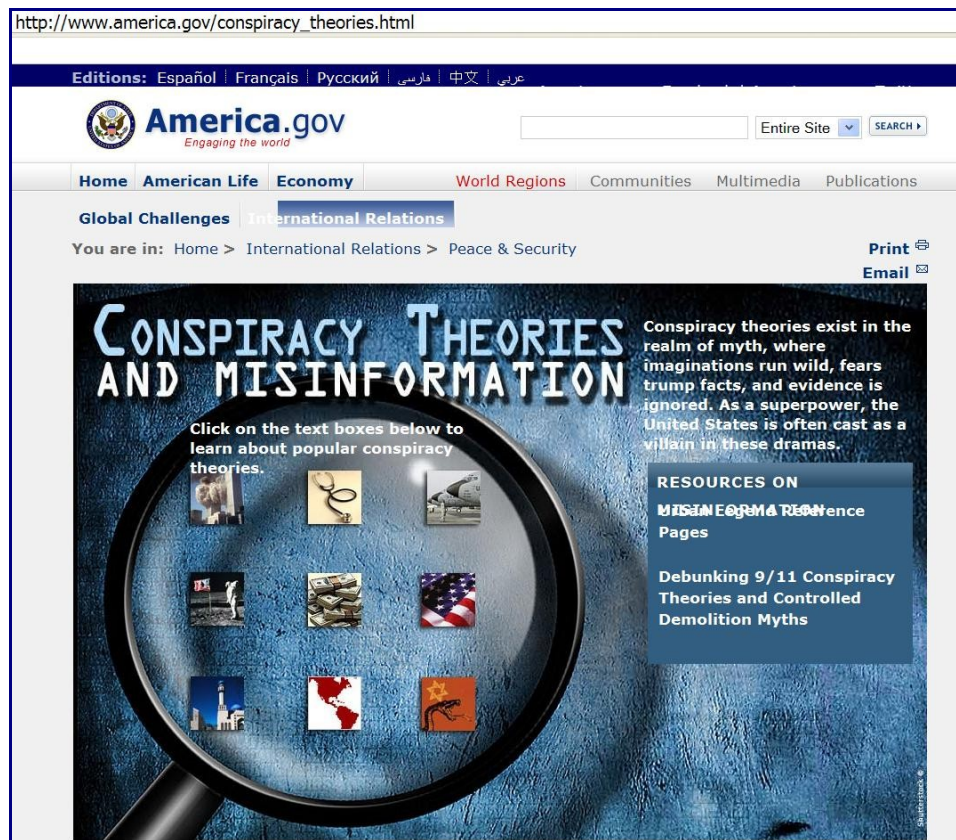 http://www.america.gov/conspiracy_theories.html
Editions: Español Français Русский فارسی 中文 عربي
America.gov
Engaging the world
Entire Site SEARCH
Home American Life Economy World Regions Communities Multimedia Publications
Global Challenges International Relations
You are in: Home > International Relations > Peace & Security
Print
Email
CONSPIRACY THEORIES
AND MISINFORMATION
Click on the text boxes below to
learn about popular conspiracy
theories.
Conspiracy theories exist in the
realm of myth, where
imaginations run wild, fears
trump facts, and evidence is
ignored. As a superpower, the
United States is often cast as a
villain in these dramas.
RESOURCES ON
MISINFORMATION
Urban Legend Reference
Pages
Debunking 9/11 Conspiracy
Theories and Controlled
Demolition Myths
Shutterstock ©